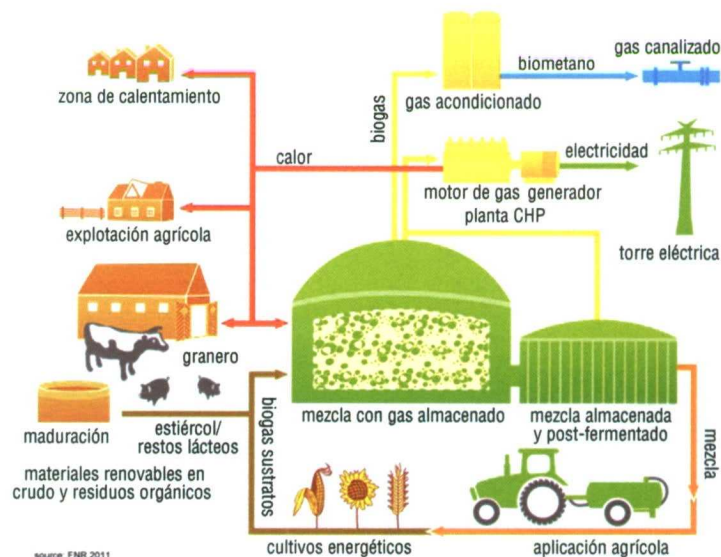 gas canalizado
biometano
gas acondicionado
zona de calentamiento
biogas
calor
electricidad
motor de gas generador
planta CHP
explotación agrícola
torre eléctrica
granero
maduración
estiércol/
restos lácteos
biogas sustratos
mezcla con gas almacenado
mezcla almacenada
y post-fermentado
mezcla
materiales renovables en
crudo y residuos orgánicos
cultivos energéticos
aplicación agrícola
source: FNR 2011